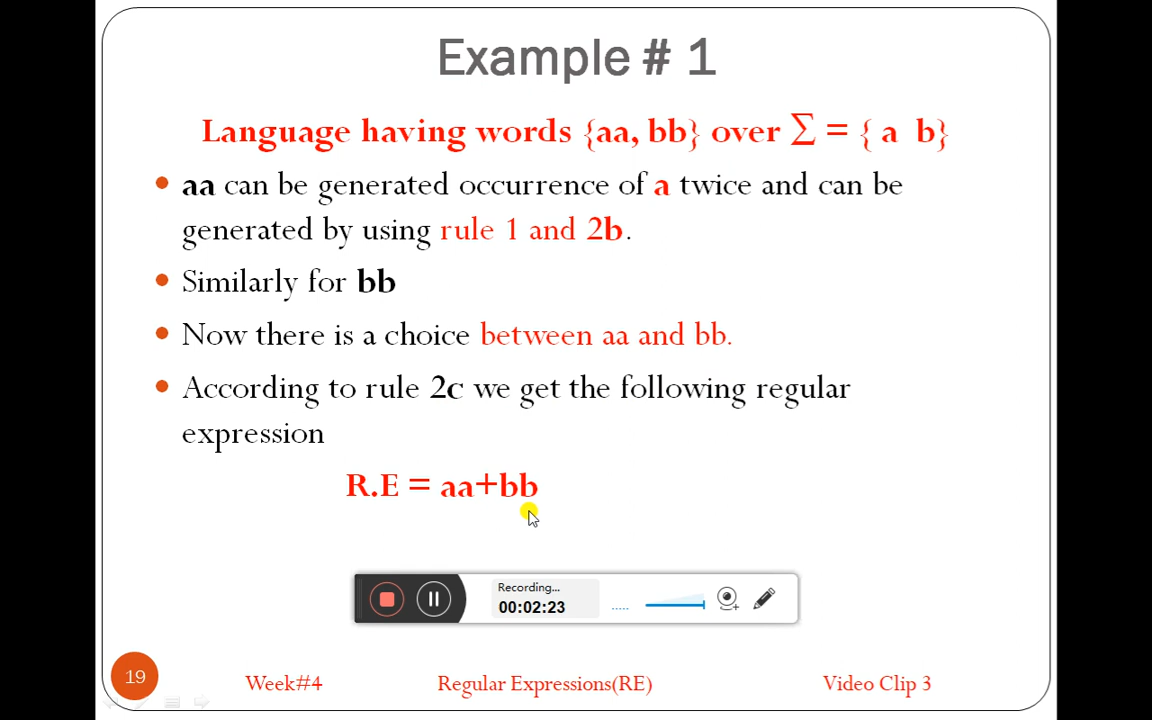 Example # 1
Language having words {aa, bb} over Σ = { a b}
• aa can be generated occurrence of a twice and can be
generated by using rule 1 and 2b.
• Similarly for bb
• Now there is a choice between aa and bb.
• According to rule 2c we get the following regular
expression
R.E = aa+bb
Recording...
00:02:23
19
Week#4
Regular Expressions(RE)
Video Clip 3